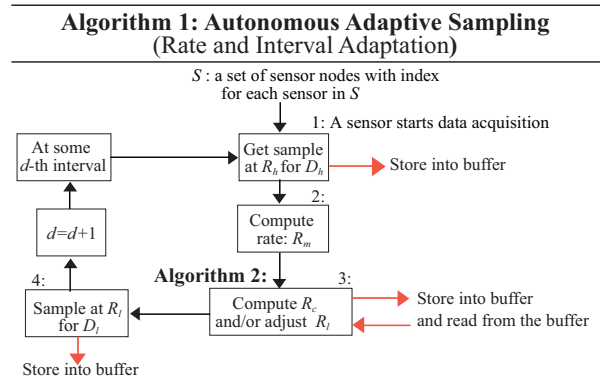 Algorithm 1: Autonomous Adaptive Sampling
(Rate and Interval Adaptation)
S : a set of sensor nodes with index
for each sensor in S
1: A sensor starts data acquisition
At some
d-th interval
Get sample
at Rh for Dh
Store into buffer
2:
Compute
rate: Rm
d=d+1
Algorithm 2:
3:
Compute Rc
and/or adjust Rl
Store into buffer
and read from the buffer
4:
Sample at Rl
for Dl
Store into buffer